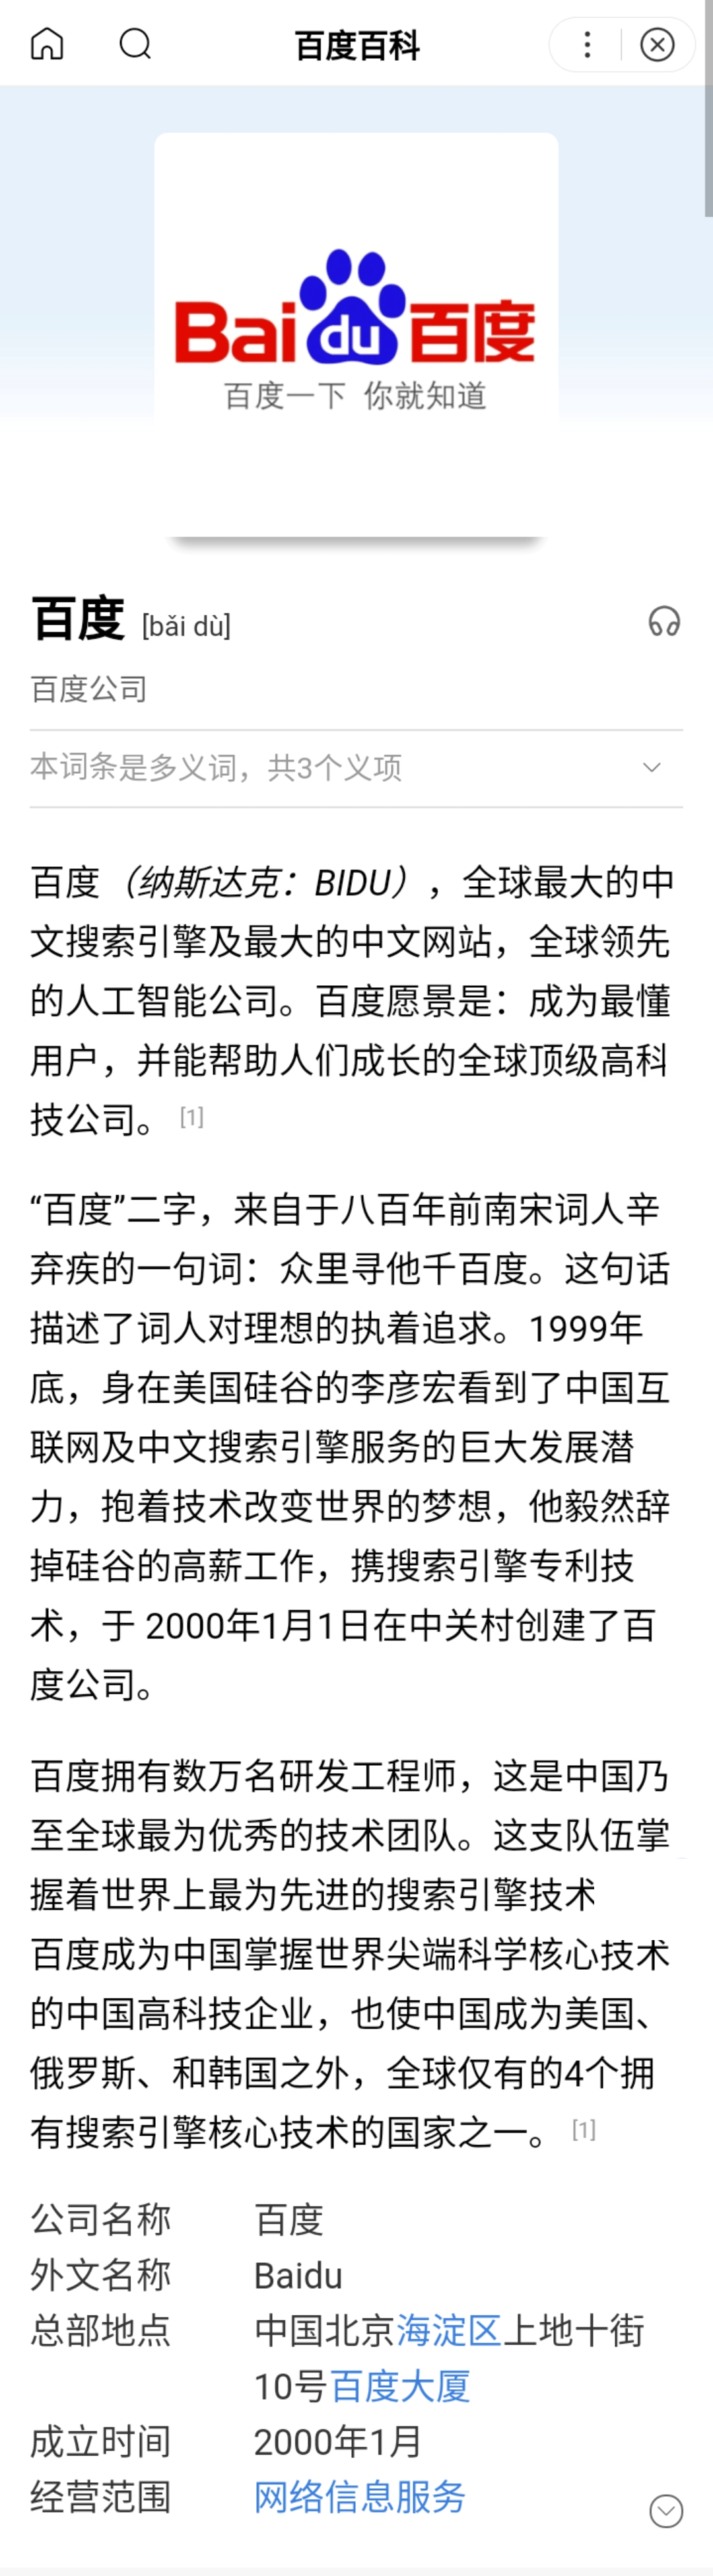 百度百科
Bai du 百度
百度一下 你就知道
百度 [bǎi dù]
百度公司
本词条是多义词，共3个义项
百度（纳斯达克：BIDU），全球最大的中
文搜索引擎及最大的中文网站，全球领先
的人工智能公司。百度愿景是：成为最懂
用户，并能帮助人们成长的全球顶级高科
技公司。 [1]
“百度”二字，来自于八百年前南宋词人辛
弃疾的一句词：众里寻他千百度。这句话
描述了词人对理想的执着追求。1999年
底，身在美国硅谷的李彦宏看到了中国互
联网及中文搜索引擎服务的巨大发展潜
力，抱着技术改变世界的梦想，他毅然辞
掉硅谷的高薪工作，携搜索引擎专利技
术，于 2000年1月1日在中关村创建了百
度公司。
百度拥有数万名研发工程师，这是中国乃
至全球最为优秀的技术团队。这支队伍掌
握着世界上最为先进的搜索引擎技术
百度成为中国掌握世界尖端科学核心技术
的中国高科技企业，也使中国成为美国、
俄罗斯、和韩国之外，全球仅有的4个拥
有搜索引擎核心技术的国家之一。 [1]
公司名称 百度
外文名称 Baidu
总部地点 中国北京海淀区上地十街
10号百度大厦
成立时间 2000年1月
经营范围 网络信息服务